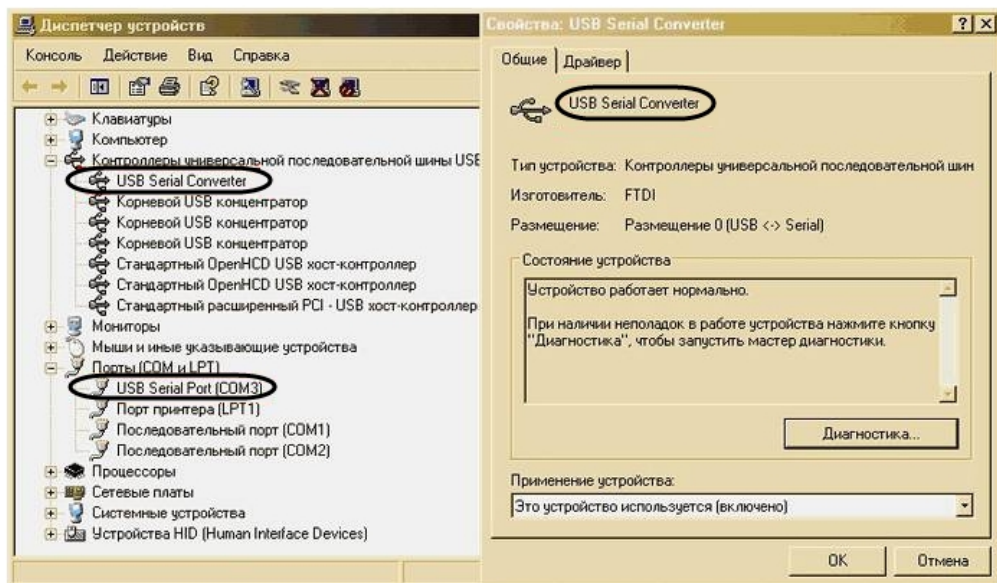 Диспетчер устройств
Консоль Действие Вид Справка
Клавиатуры
Компьютер
Контроллеры универсальной последовательной шины USB
USB Serial Converter
Корневой USB концентратор
Корневой USB концентратор
Корневой USB концентратор
Стандартный OpenHCD USB хост-контроллер
Стандартный OpenHCD USB хост-контроллер
Стандартный расширенный PCI - USB хост-контроллер
Мониторы
Мыши и иные указывающие устройства
Порты (COM и LPT)
USB Serial Port (COM3)
Порт принтера (LPT1)
Последовательный порт (COM1)
Последовательный порт (COM2)
Процессоры
Сетевые платы
Системные устройства
Устройства HID (Human Interface Devices)
Свойства: USB Serial Converter
Общие Драйвер
USB Serial Converter
Тип устройства: Контроллеры универсальной последовательной шин
Изготовитель: FTDI
Размещение: Размещение 0 (USB <-> Serial)
Состояние устройства
Устройство работает нормально.
При наличии неполадок в работе устройства нажмите кнопку
"Диагностика", чтобы запустить мастер диагностики.
Диагностика...
Применение устройства:
Это устройство используется (включено)
OK Отмена